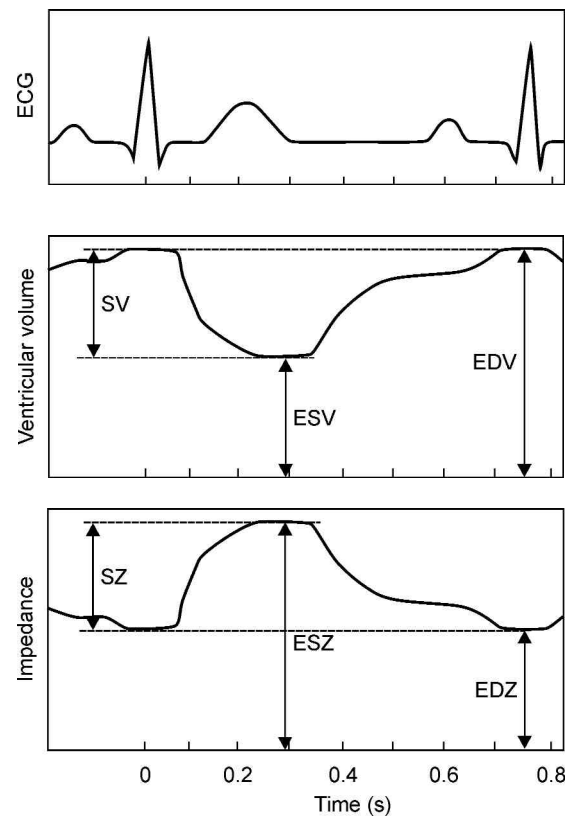 ECG
Ventricular volume
SV
ESV
EDV
Impedance
SZ
ESZ
EDZ
0 0.2 0.4 0.6 0.8
Time (s)